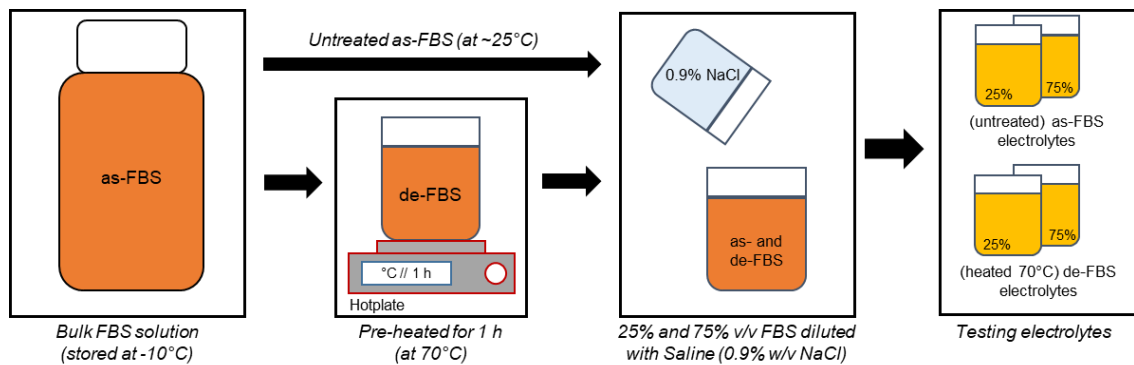 as-FBS
Bulk FBS solution
(stored at -10°C)
Untreated as-FBS (at ~25°C)
de-FBS
°C // 1 h
Hotplate
Pre-heated for 1 h
(at 70°C)
0.9% NaCl
as- and
de-FBS
25% and 75% v/v FBS diluted
with Saline (0.9% w/v NaCl)
25%
75%
(untreated) as-FBS
electrolytes
25%
75%
(heated 70°C) de-FBS
electrolytes
Testing electrolytes